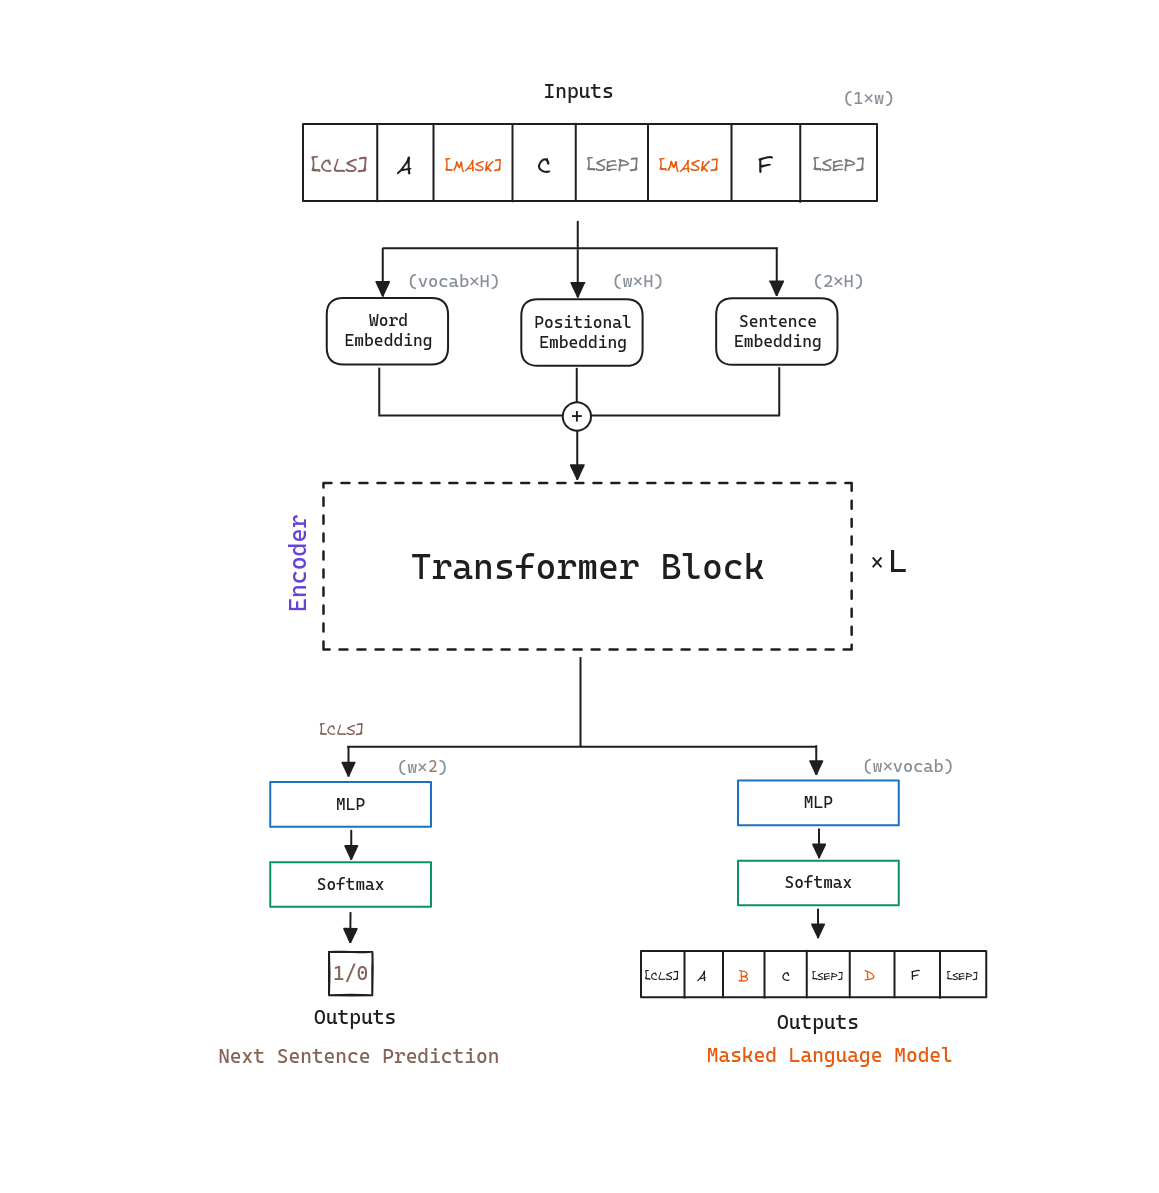 Inputs
(1×w)
[CLS] A [MASK] C [SEP] [MASK] F [SEP]
(vocab×H) (w×H) (2×H)
Word
Embedding
Positional
Embedding
Sentence
Embedding
+
Encoder
Transformer Block
×L
[CLS]
(w×2)
(w×vocab)
MLP
MLP
Softmax
Softmax
1/0
[CLS] A B C [SEP] D F [SEP]
Outputs
Outputs
Next Sentence Prediction
Masked Language Model